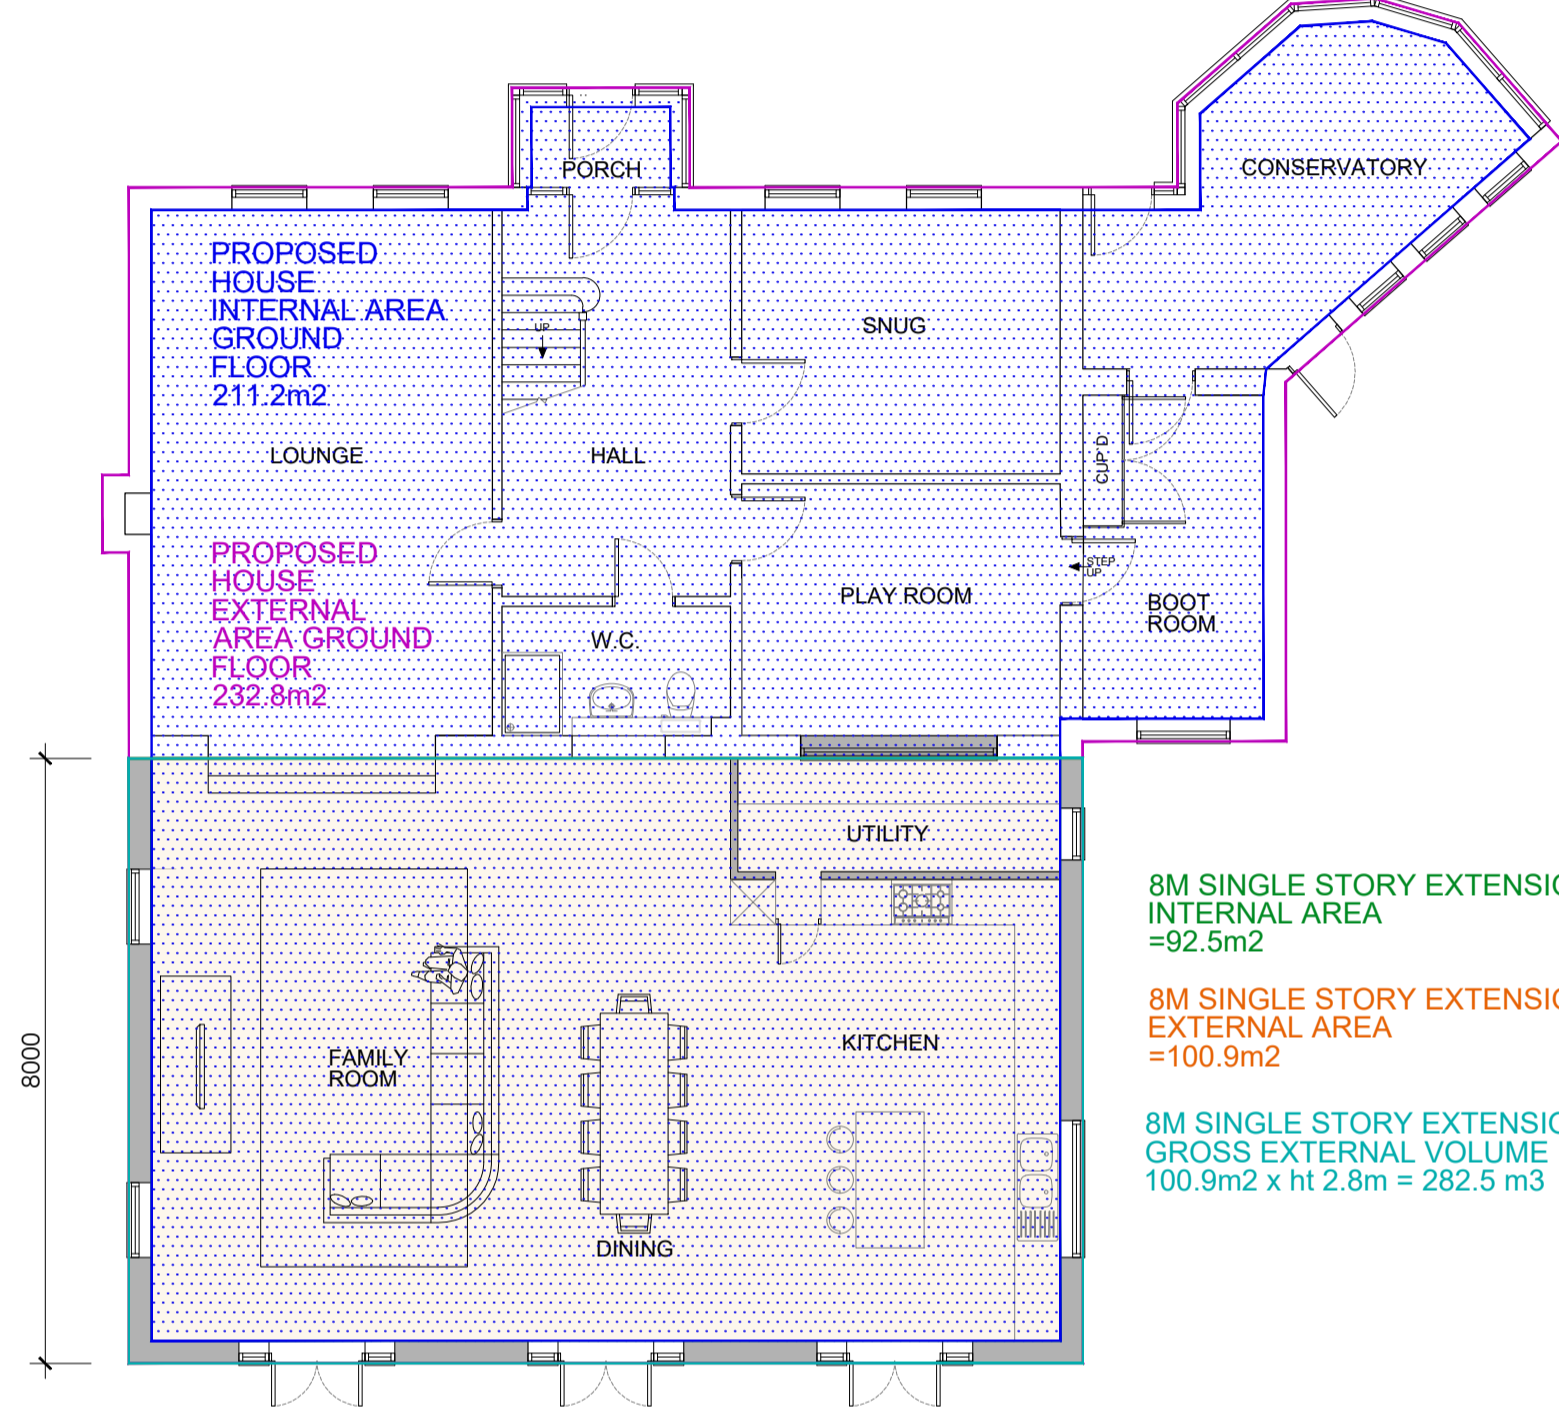 PORCH
CONSERVATORY
PROPOSED
HOUSE
INTERNAL AREA
GROUND
FLOOR
211.2m2
UP
SNUG
LOUNGE
HALL
CUP'D
PROPOSED
HOUSE
EXTERNAL
AREA GROUND
FLOOR
232.8m2
STEP
UP
PLAY ROOM
BOOT
ROOM
W.C.
UTILITY
8M SINGLE STORY EXTENSIO
INTERNAL AREA
=92.5m2
8M SINGLE STORY EXTENSIO
EXTERNAL AREA
=100.9m2
KITCHEN
FAMILY
ROOM
8000
8M SINGLE STORY EXTENSIO
GROSS EXTERNAL VOLUME
100.9m2 x ht 2.8m = 282.5 m3
DINING